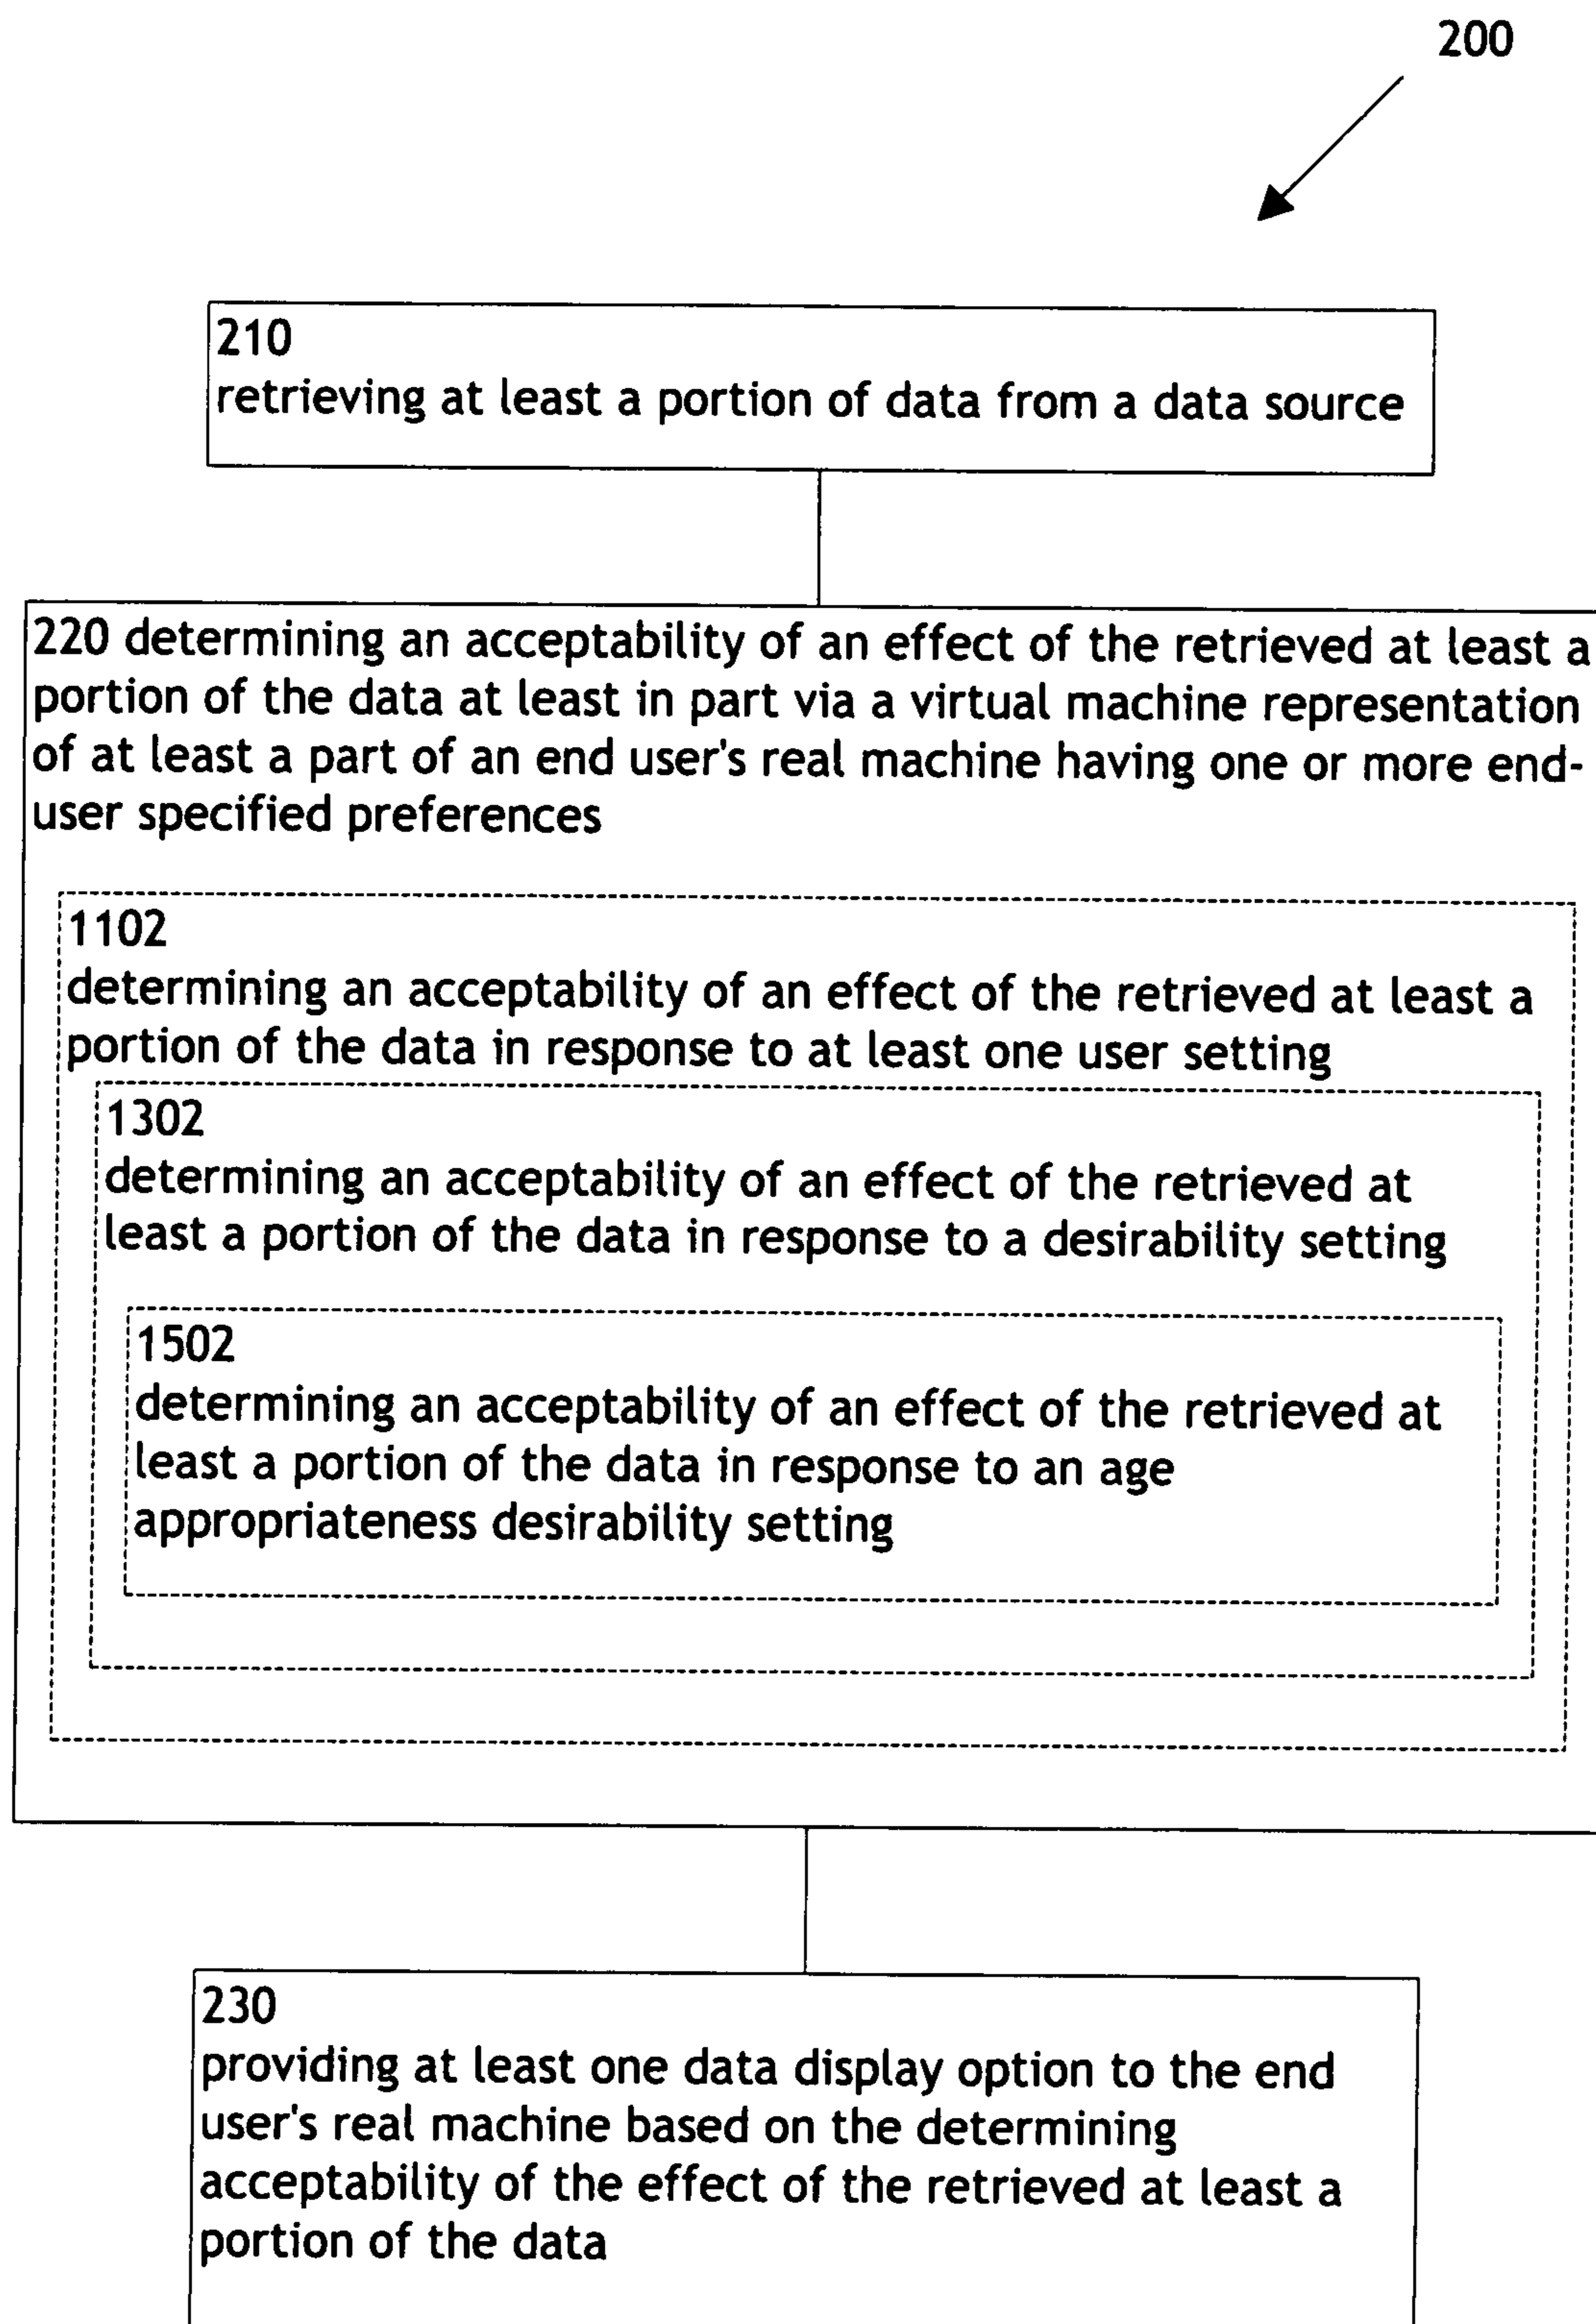 200
210
retrieving at least a portion of data from a data source
220 determining an acceptability of an effect of the retrieved at least a
portion of the data at least in part via a virtual machine representation
of at least a part of an end user's real machine having one or more end-
user specified preferences
1102
determining an acceptability of an effect of the retrieved at least a
portion of the data in response to at least one user setting
1302
determining an acceptability of an effect of the retrieved at
least a portion of the data in response to a desirability setting
1502
determining an acceptability of an effect of the retrieved at
least a portion of the data in response to an age
appropriateness desirability setting
230
providing at least one data display option to the end
user's real machine based on the determining
acceptability of the effect of the retrieved at least a
portion of the data